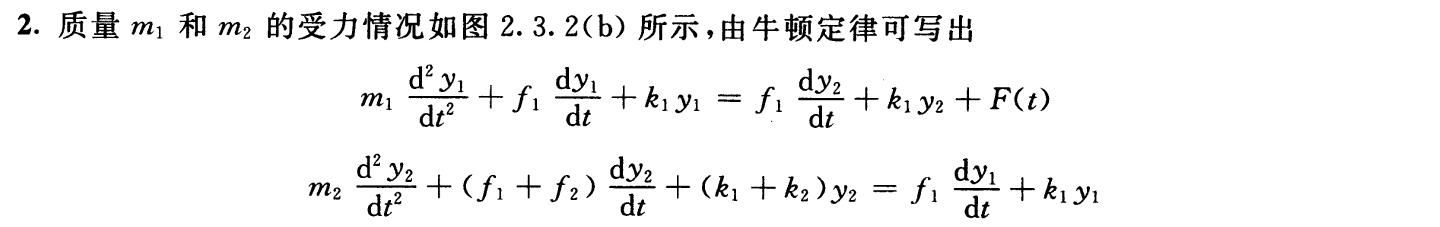 2. 质量 m₁ 和 m₂ 的受力情况如图 2.3.2(b) 所示,由牛顿定律可写出
m₁ d²y₁/dt² + f₁ dy₁/dt + k₁y₁ = f₁ dy₂/dt + k₁y₂ + F(t)
m₂ d²y₂/dt² + (f₁ + f₂) dy₂/dt + (k₁ + k₂)y₂ = f₁ dy₁/dt + k₁y₁